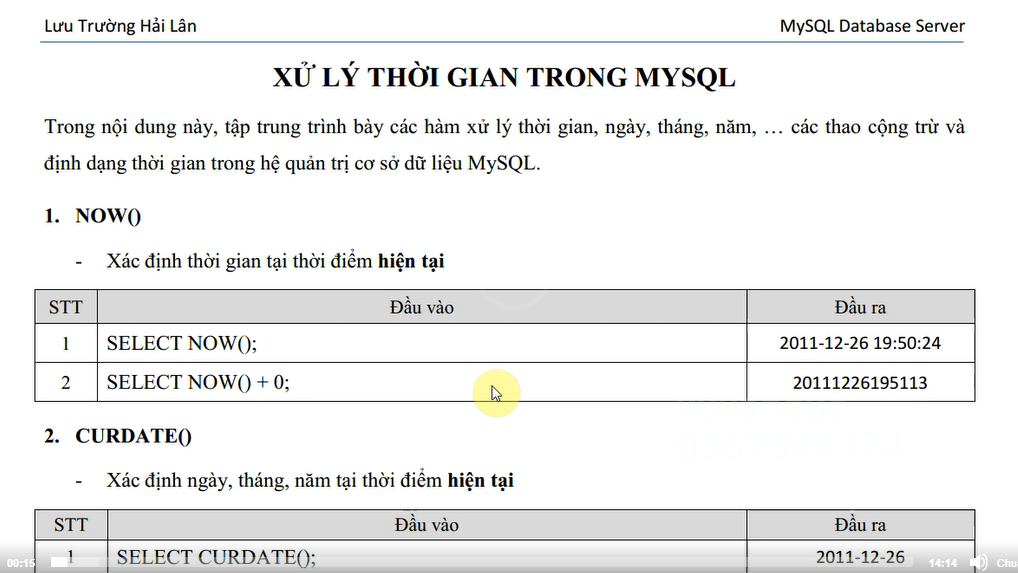 Lưu Trường Hải Lân MySQL Database Server
XỬ LÝ THỜI GIAN TRONG MYSQL
Trong nội dung này, tập trung trình bày các hàm xử lý thời gian, ngày, tháng, năm, … các thao cộng trừ và
định dạng thời gian trong hệ quản trị cơ sở dữ liệu MySQL.
1. NOW()
- Xác định thời gian tại thời điểm hiện tại
STT Đầu vào Đầu ra
1 SELECT NOW(); 2011-12-26 19:50:24
2 SELECT NOW() + 0; 20111226195113
2. CURDATE()
- Xác định ngày, tháng, năm tại thời điểm hiện tại
STT Đầu vào Đầu ra
1 SELECT CURDATE(); 2011-12-26
00:15 14:14